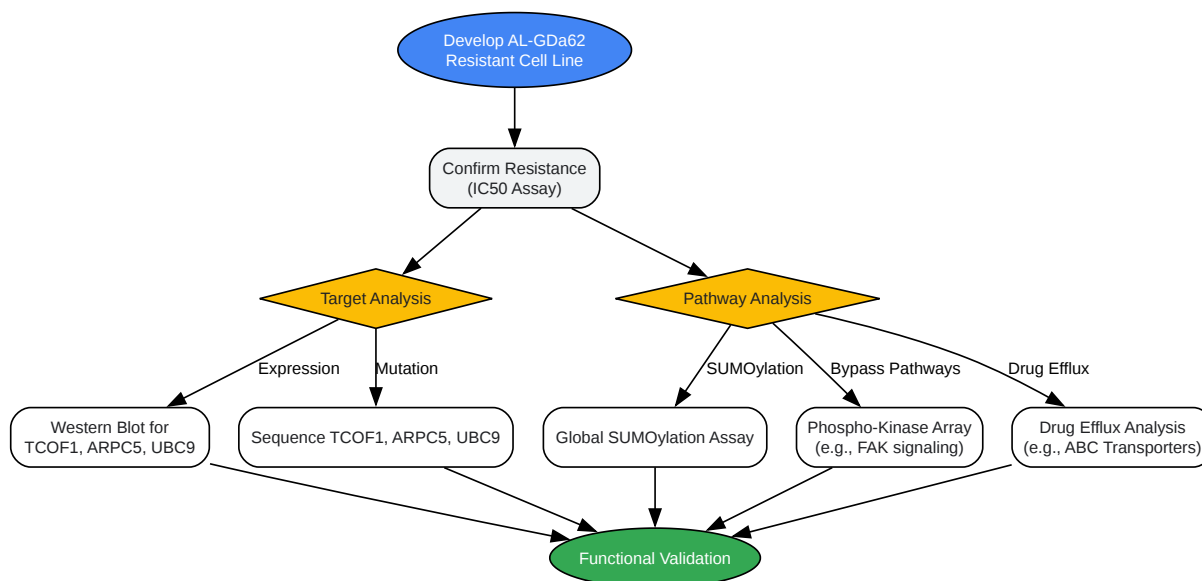 Develop AL-GDa62
Resistant Cell Line
Confirm Resistance
(IC50 Assay)
Target Analysis
Pathway Analysis
Expression
Mutation
SUMOylation
Bypass Pathways
Drug Efflux
Western Blot for
TCOF1, ARPC5, UBC9
Sequence TCOF1, ARPC5, UBC9
Global SUMOylation Assay
Phospho-Kinase Array
(e.g., FAK signaling)
Drug Efflux Analysis
(e.g., ABC Transporters)
Functional Validation